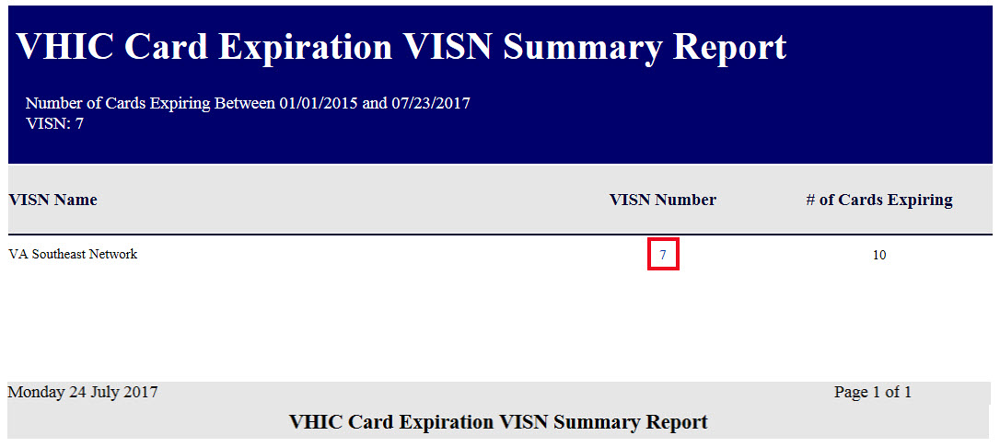 VHIC Card Expiration VISN Summary Report
Number of Cards Expiring Between 01/01/2015 and 07/23/2017
VISN: 7
VISN Name VISN Number # of Cards Expiring
VA Southeast Network 7 10
Monday 24 July 2017 Page 1 of 1
VHIC Card Expiration VISN Summary Report